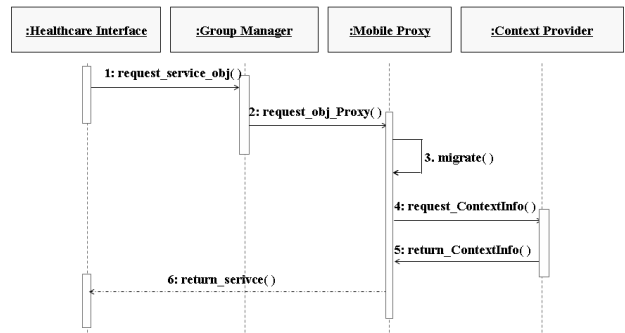 :Healthcare Interface
:Group Manager
:Mobile Proxy
:Context Provider
1: request_service_obj( )
2: request_obj_Proxy( )
3. migrate( )
4: request_ContextInfo( )
5: return_ContextInfo( )
6: return_serivce( )